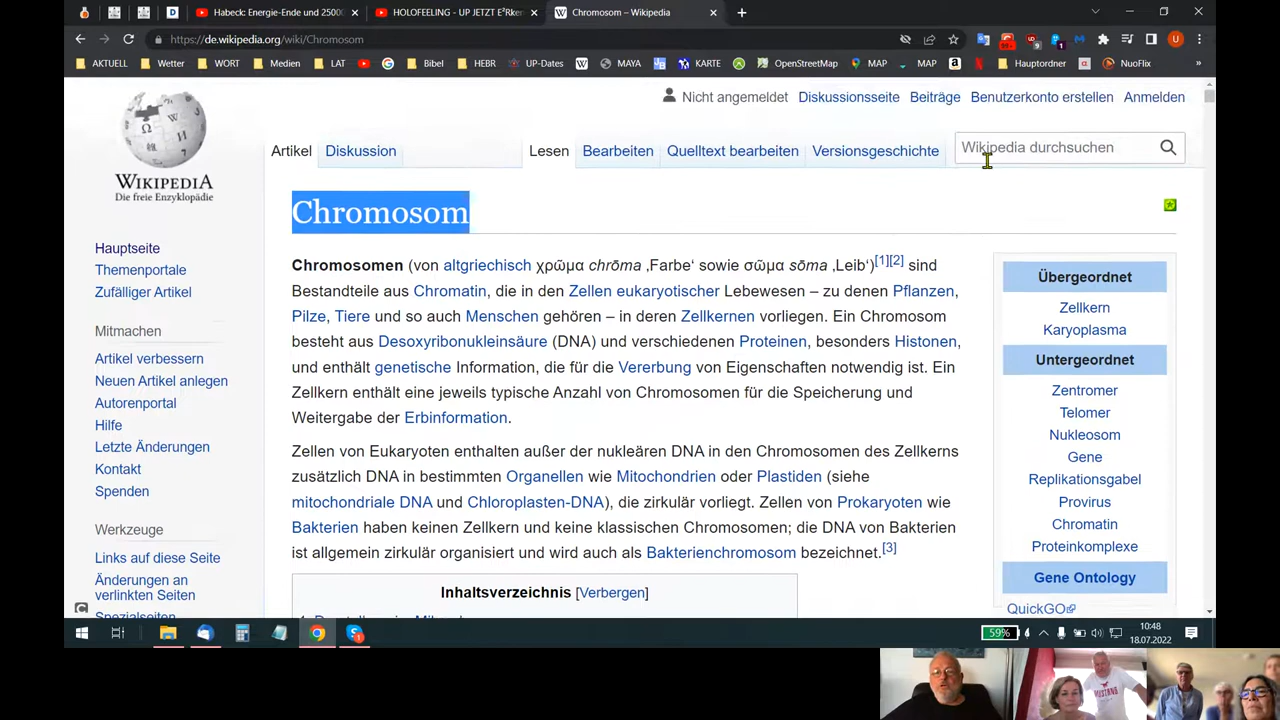 Habeck: Energie-Ende und 2500(
HOLOFEELING - UP JETZT E²Rker
Chromosom – Wikipedia
https://de.wikipedia.org/wiki/Chromosom
AKTUELL
Wetter
WORT
Medien
LAT
Bibel
HEBR
UP-Dates
MAYA
KARTE
OpenStreetMap
MAP
MAP
Hauptordner
NuoFlix
»
Nicht angemeldet Diskussionsseite Beiträge Benutzerkonto erstellen Anmelden
Artikel Diskussion Lesen Bearbeiten Quelltext bearbeiten Versionsgeschichte Wikipedia durchsuchen
WIKIPEDIA
Die freie Enzyklopädie
Hauptseite
Themenportale
Zufälliger Artikel
Mitmachen
Artikel verbessern
Neuen Artikel anlegen
Autorenportal
Hilfe
Letzte Änderungen
Kontakt
Spenden
Werkzeuge
Links auf diese Seite
Änderungen an
verlinkten Seiten
Spezialseiten
Chromosom
Chromosomen (von altgriechisch χρῶμα chrōma ‚Farbe‘ sowie σῶμα sōma ‚Leib‘)[1][2] sind
Bestandteile aus Chromatin, die in den Zellen eukaryotischer Lebewesen – zu denen Pflanzen,
Pilze, Tiere und so auch Menschen gehören – in deren Zellkernen vorliegen. Ein Chromosom
besteht aus Desoxyribonukleinsäure (DNA) und verschiedenen Proteinen, besonders Histonen,
und enthält genetische Information, die für die Vererbung von Eigenschaften notwendig ist. Ein
Zellkern enthält eine jeweils typische Anzahl von Chromosomen für die Speicherung und
Weitergabe der Erbinformation.
Zellen von Eukaryoten enthalten außer der nukleären DNA in den Chromosomen des Zellkerns
zusätzlich DNA in bestimmten Organellen wie Mitochondrien oder Plastiden (siehe
mitochondriale DNA und Chloroplasten-DNA), die zirkulär vorliegt. Zellen von Prokaryoten wie
Bakterien haben keinen Zellkern und keine klassischen Chromosomen; die DNA von Bakterien
ist allgemein zirkulär organisiert und wird auch als Bakterienchromosom bezeichnet.[3]
Inhaltsverzeichnis [Verbergen]
Übergeordnet
Zellkern
Karyoplasma
Untergeordnet
Zentromer
Telomer
Nukleosom
Gene
Replikationsgabel
Provirus
Chromatin
Proteinkomplexe
Gene Ontology
QuickGO
59%
10:48
18.07.2022
MUSTANG